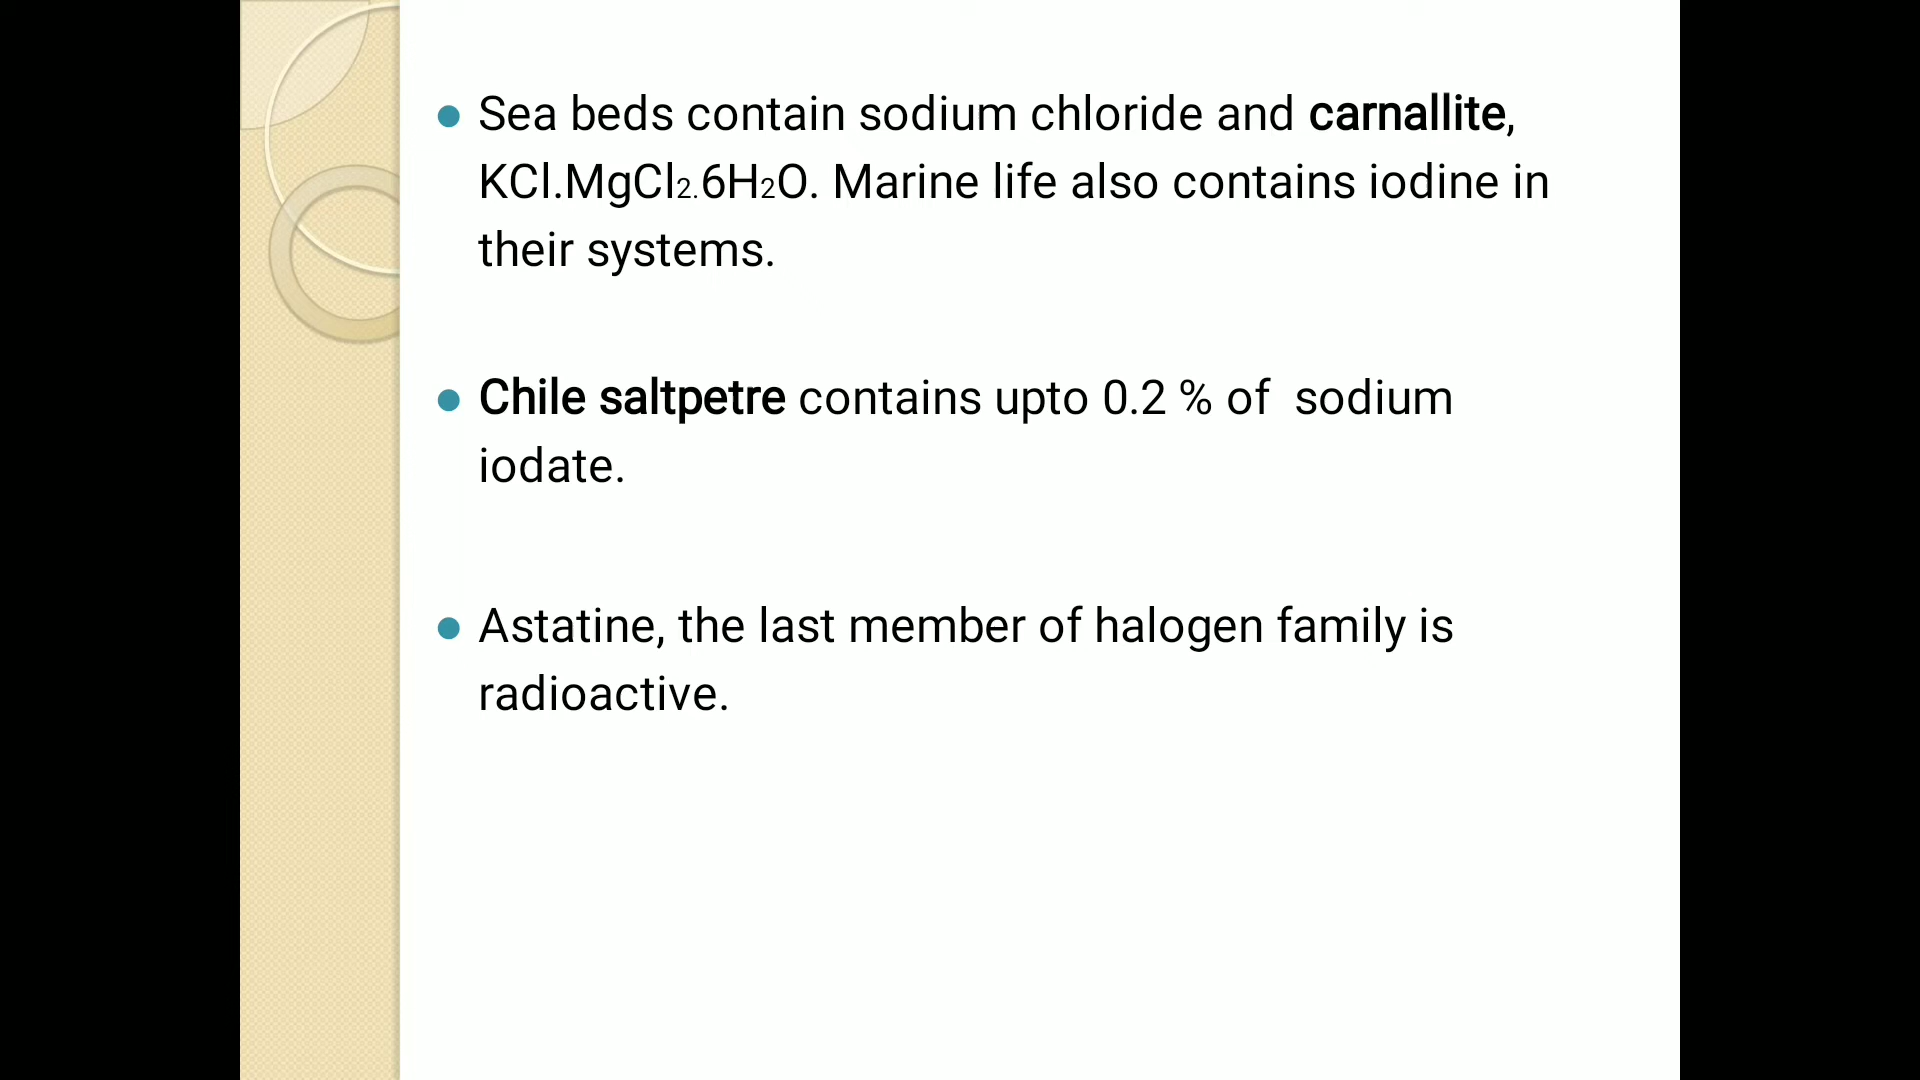 Sea beds contain sodium chloride and carnallite,
KCl.MgCl₂.6H₂O. Marine life also contains iodine in
their systems.
Chile saltpetre contains upto 0.2 % of  sodium
iodate.
Astatine, the last member of halogen family is
radioactive.